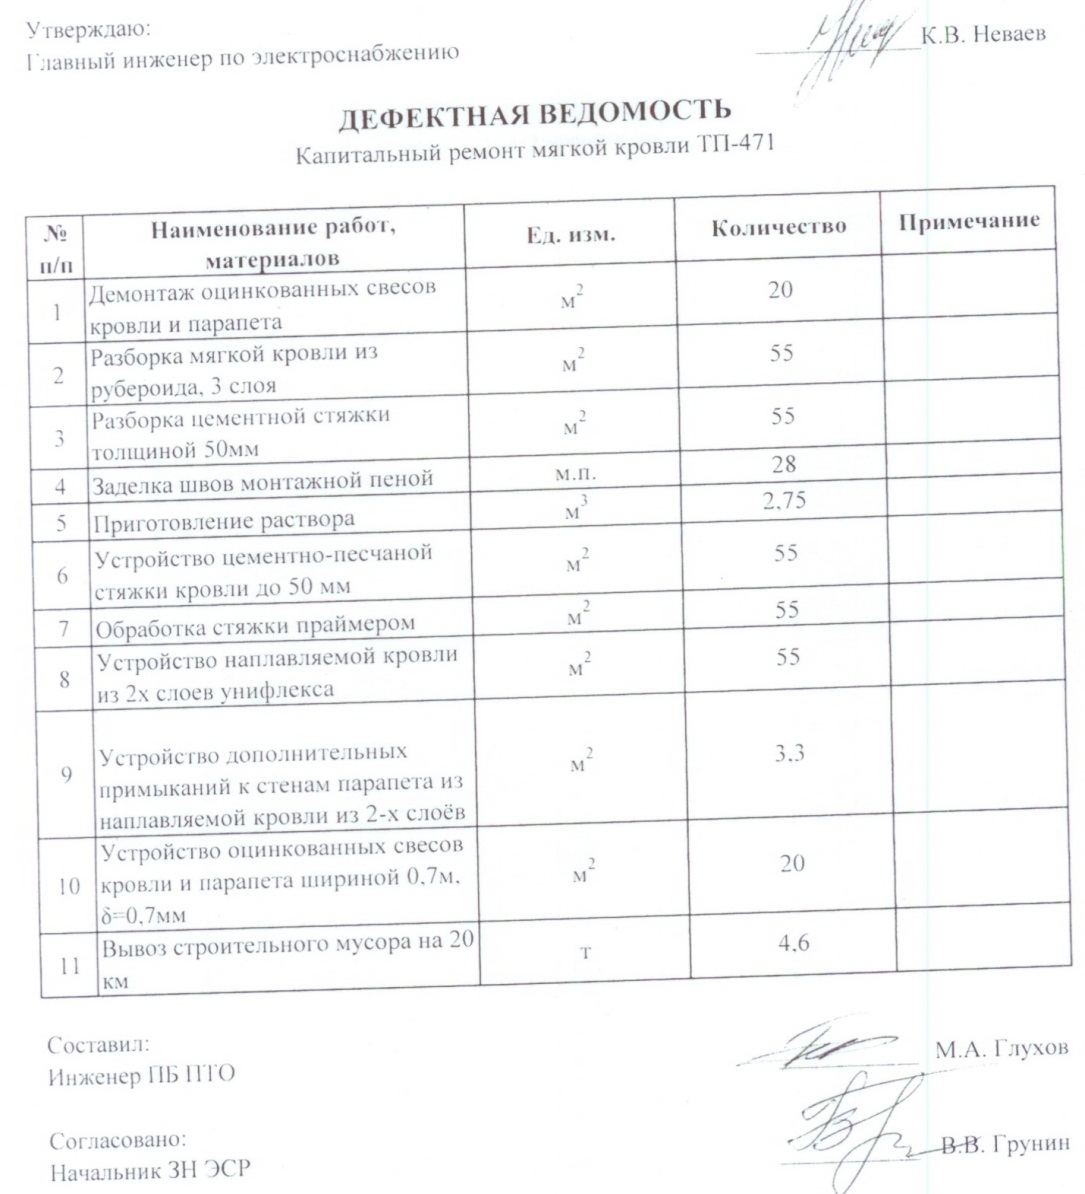 Утверждаю:
Главный инженер по электроснабжению
К.В. Неваев
ДЕФЕКТНАЯ ВЕДОМОСТЬ
Капитальный ремонт мягкой кровли ТП-471
№ п/п Наименование работ, материалов Ед. изм. Количество Примечание
1 Демонтаж оцинкованных свесов кровли и парапета м² 20
2 Разборка мягкой кровли из рубероида, 3 слоя м² 55
3 Разборка цементной стяжки толщиной 50мм м² 55
4 Заделка швов монтажной пеной м.п. 28
5 Приготовление раствора м³ 2,75
6 Устройство цементно-песчаной стяжки кровли до 50 мм м² 55
7 Обработка стяжки праймером м² 55
8 Устройство наплавляемой кровли из 2х слоев унифлекса м² 55
9 Устройство дополнительных примыканий к стенам парапета из наплавляемой кровли из 2-х слоёв м² 3,3
10 Устройство оцинкованных свесов кровли и парапета шириной 0,7м, δ=0,7мм м² 20
11 Вывоз строительного мусора на 20 км т 4,6
Составил:
Инженер ПБ ПТО
М.А. Глухов
Согласовано:
Начальник ЗН ЭСР
В.В. Грунин